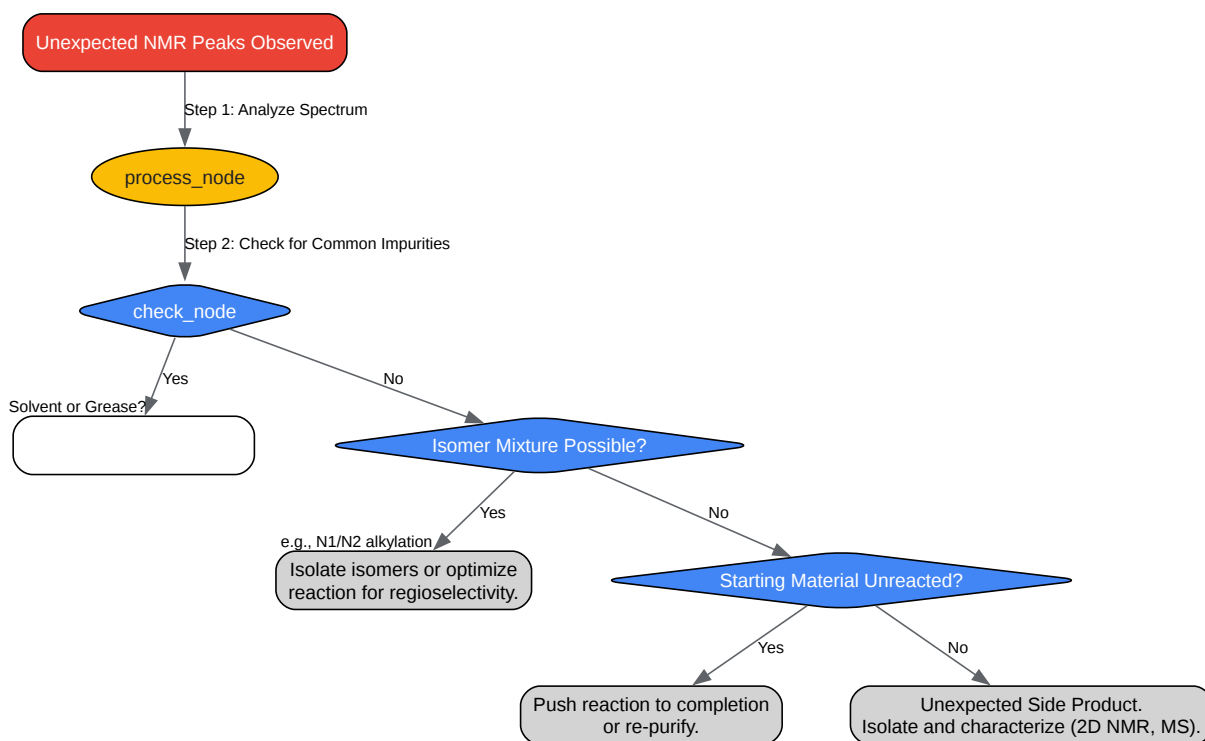 Unexpected NMR Peaks Observed
Step 1: Analyze Spectrum
process_node
Step 2: Check for Common Impurities
check_node
Yes
No
Solvent or Grease?
Isomer Mixture Possible?
Yes
No
e.g., N1/N2 alkylation
Isolate isomers or optimize
reaction for regioselectivity.
Starting Material Unreacted?
Yes
No
Push reaction to completion
or re-purify.
Unexpected Side Product.
Isolate and characterize (2D NMR, MS).